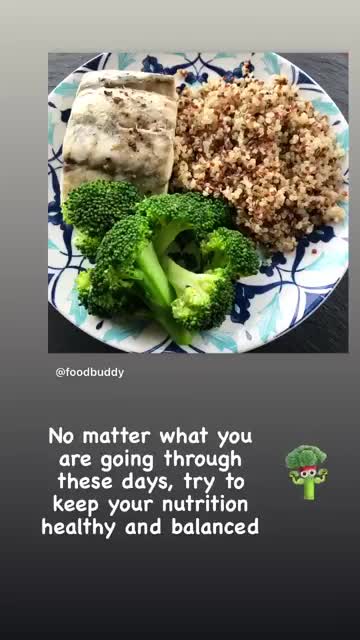 @foodbuddy
No matter what you
are going through
these days, try to
keep your nutrition
healthy and balanced